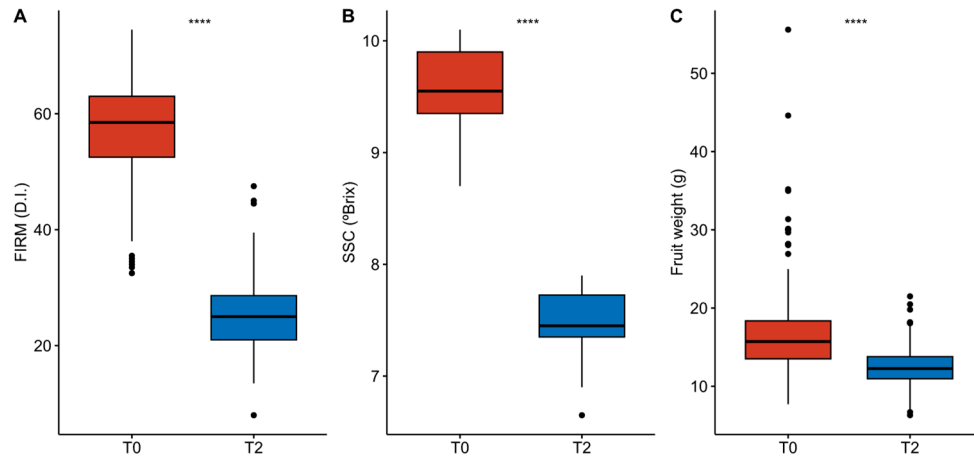 A
****
FIRM (D.I.)
60
40
20
T0
T2
B
****
SSC (ºBrix)
10
9
8
7
T0
T2
C
****
Fruit weight (g)
50
40
30
20
10
T0
T2